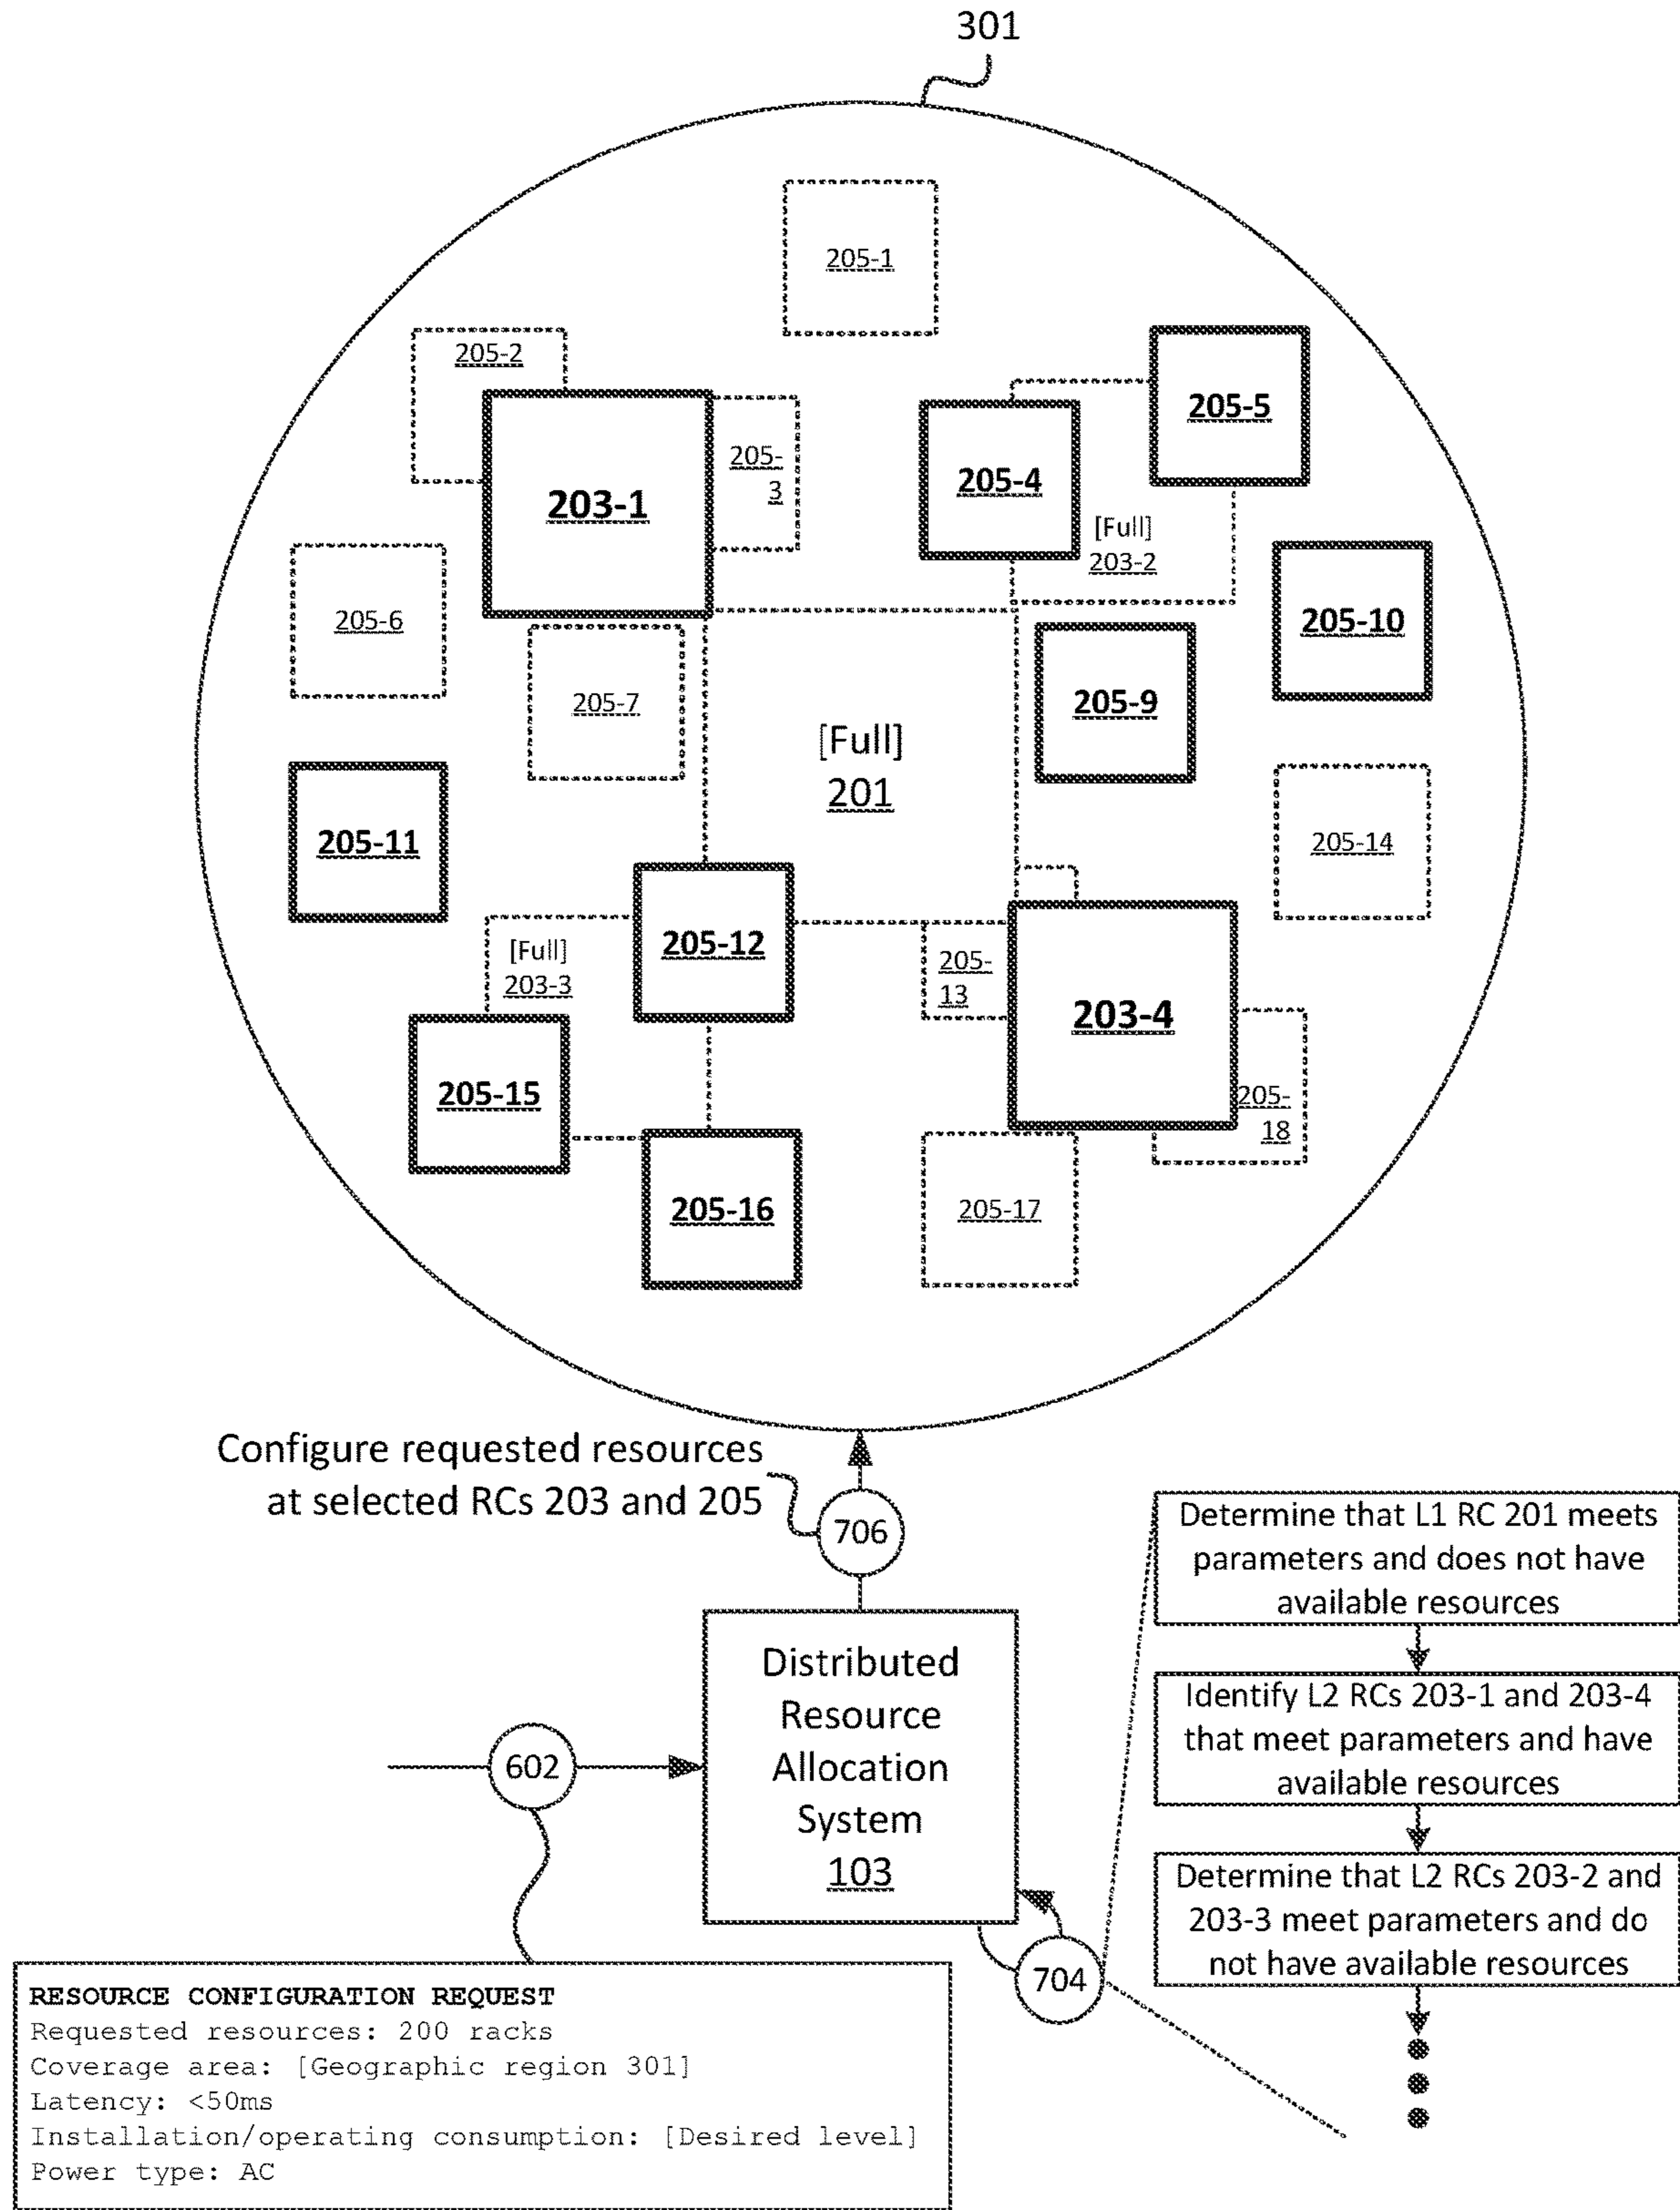 301
205-1
205-2
205-5
205-
3
205-4
203-1
[Full]
203-2
205-6
205-10
205-7
205-9
[Full]
201
205-11
205-14
205-12
[Full]
203-3
205-
13
203-4
205-15
205-
18
205-16
205-17
Configure requested resources
at selected RCs 203 and 205
706
Determine that L1 RC 201 meets
parameters and does not have
available resources
Distributed
Resource
Allocation
System
103
602
Identify L2 RCs 203-1 and 203-4
that meet parameters and have
available resources
Determine that L2 RCs 203-2 and
203-3 meet parameters and do
not have available resources
704
RESOURCE CONFIGURATION REQUEST
Requested resources: 200 racks
Coverage area: [Geographic region 301]
Latency: <50ms
Installation/operating consumption: [Desired level]
Power type: AC